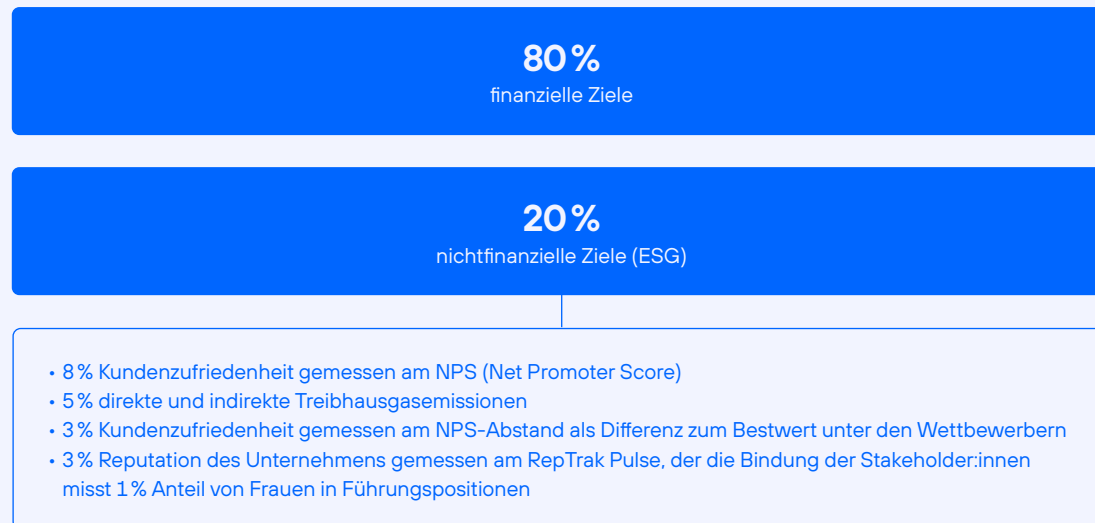 80 %
finanzielle Ziele
20 %
nichtfinanzielle Ziele (ESG)
• 8 % Kundenzufriedenheit gemessen am NPS (Net Promoter Score)
• 5 % direkte und indirekte Treibhausgasemissionen
• 3 % Kundenzufriedenheit gemessen am NPS-Abstand als Differenz zum Bestwert unter den Wettbewerbern
• 3 % Reputation des Unternehmens gemessen am RepTrak Pulse, der die Bindung der Stakeholder:innen
misst 1 % Anteil von Frauen in Führungspositionen